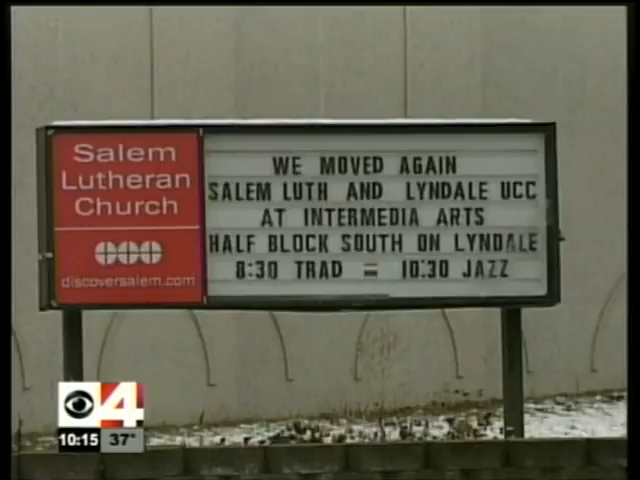 Salem
Lutheran
Church
discoversalem.com
WE MOVED AGAIN
SALEM LUTH AND LYNDALE UCC
AT INTERMEDIA ARTS
HALF BLOCK SOUTH ON LYNDALE
8:30 TRAD = 10:30 JAZZ
4
10:15 37°